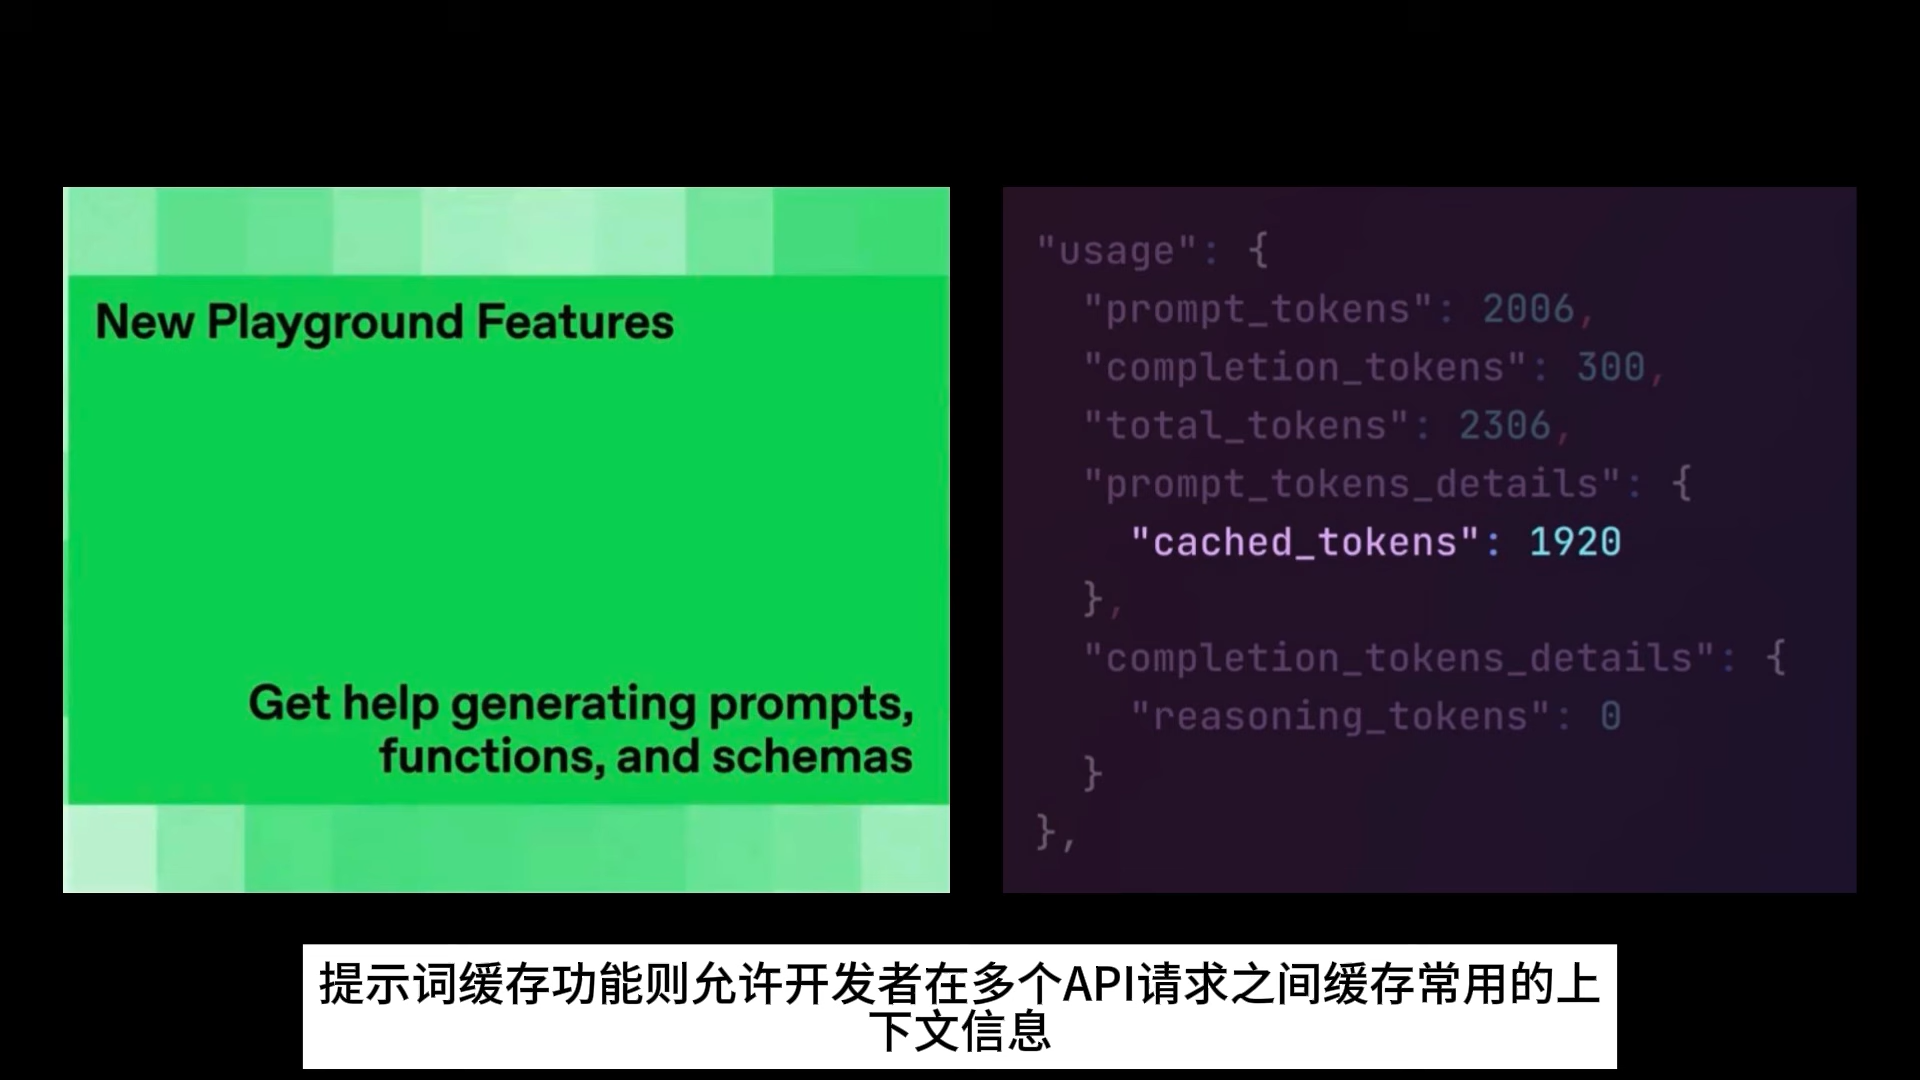 New Playground Features
Get help generating prompts,
functions, and schemas
"usage": {
"prompt_tokens": 2006,
"completion_tokens": 300,
"total_tokens": 2306,
"prompt_tokens_details": {
"cached_tokens": 1920
},
"completion_tokens_details": {
"reasoning_tokens": 0
}
},
提示词缓存功能则允许开发者在多个API请求之间缓存常用的上
下文信息